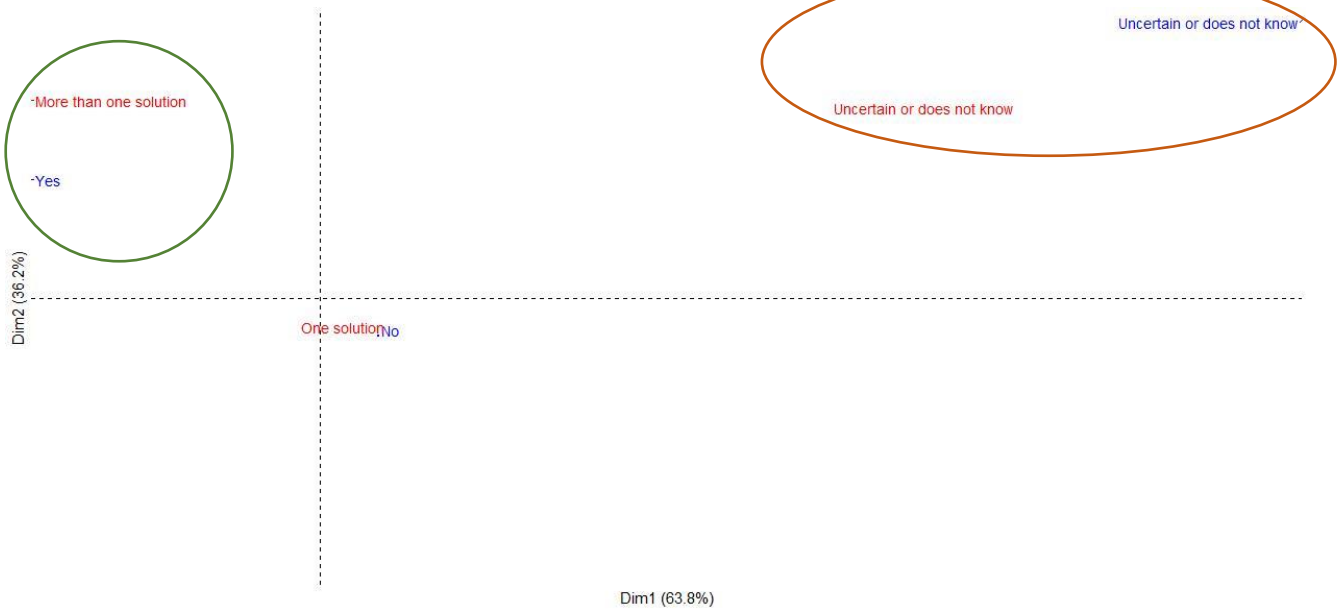 Uncertain or does not know
-More than one solution
Uncertain or does not know
-Yes
Dim2 (36.2%)
One solution
No
Dim1 (63.8%)